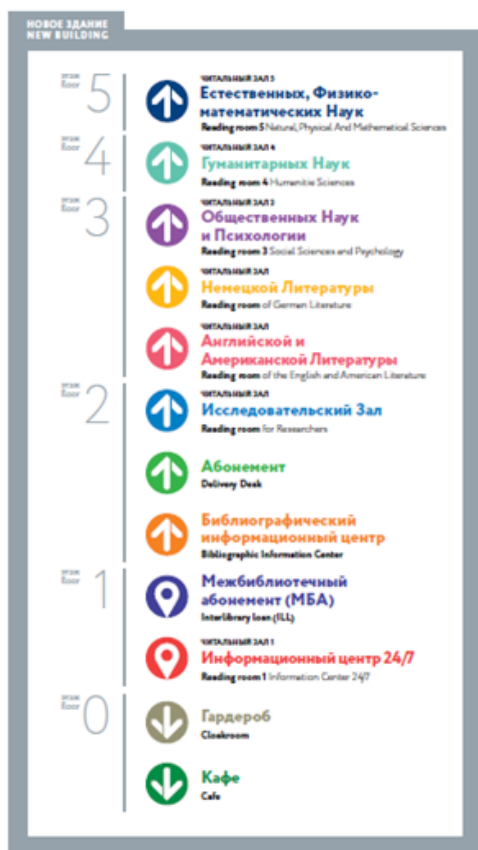 НОВОЕ ЗДАНИЕ
NEW BUILDING
этаж
floor
5
ЧИТАЛЬНЫЙ ЗАЛ 5
Естественных, Физико-
математических Наук
Reading room 5 Natural, Physical And Mathematical Sciences
этаж
floor
4
ЧИТАЛЬНЫЙ ЗАЛ 4
Гуманитарных Наук
Reading room 4 Humanitie Sciences
этаж
floor
3
ЧИТАЛЬНЫЙ ЗАЛ 3
Общественных Наук
и Психологии
Reading room 3 Social Sciences and Psychology
ЧИТАЛЬНЫЙ ЗАЛ
Немецкой Литературы
Reading room of German Literature
ЧИТАЛЬНЫЙ ЗАЛ
Английской и
Американской Литературы
Reading room of the English and American Literature
этаж
floor
2
ЧИТАЛЬНЫЙ ЗАЛ
Исследовательский Зал
Reading room for Researchers
Абонемент
Delivery Desk
Библиографический
информационный центр
Bibliographic Information Center
этаж
floor
1
Межбиблиотечный
абонемент (МБА)
Interlibrary loan (ILL)
ЧИТАЛЬНЫЙ ЗАЛ 1
Информационный центр 24/7
Reading room 1 Information Center 24/7
этаж
floor
0
Гардероб
Cloakroom
Кафе
Cafe